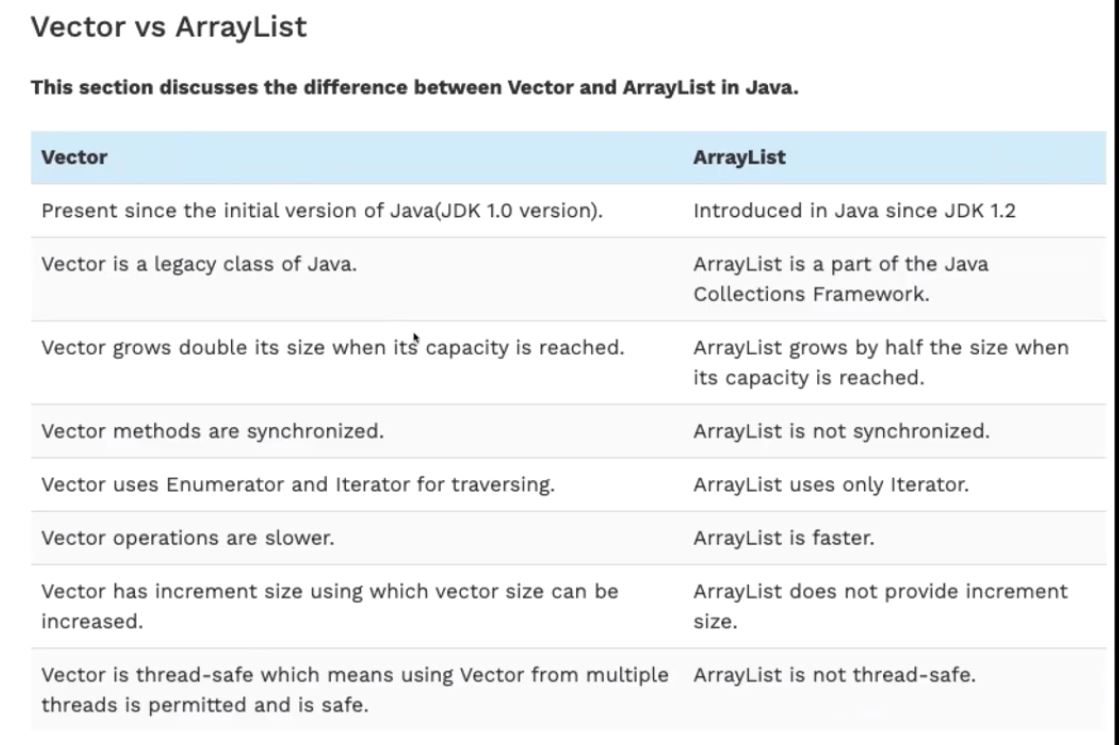 Vector vs ArrayList
This section discusses the difference between Vector and ArrayList in Java.
Vector ArrayList
Present since the initial version of Java(JDK 1.0 version). Introduced in Java since JDK 1.2
Vector is a legacy class of Java. ArrayList is a part of the Java
Collections Framework.
Vector grows double its size when its capacity is reached. ArrayList grows by half the size when
its capacity is reached.
Vector methods are synchronized. ArrayList is not synchronized.
Vector uses Enumerator and Iterator for traversing. ArrayList uses only Iterator.
Vector operations are slower. ArrayList is faster.
Vector has increment size using which vector size can be ArrayList does not provide increment
increased. size.
Vector is thread-safe which means using Vector from multiple ArrayList is not thread-safe.
threads is permitted and is safe.